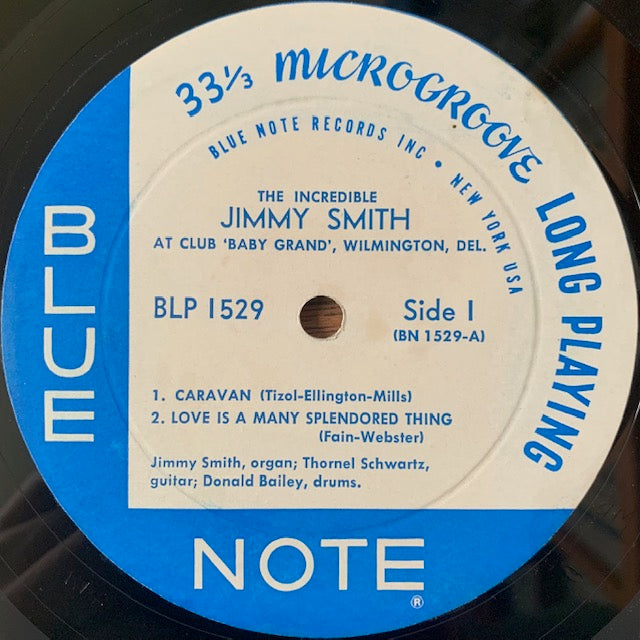 33⅓ MICROGROOVE LONG PLAYING
BLUE NOTE RECORDS INC • NEW YORK USA
THE INCREDIBLE
JIMMY SMITH
AT CLUB 'BABY GRAND', WILMINGTON, DEL.
BLP 1529
Side 1
(BN 1529-A)
1. CARAVAN (Tizol-Ellington-Mills)
2. LOVE IS A MANY SPLENDORED THING
(Fain-Webster)
Jimmy Smith, organ; Thornel Schwartz,
guitar; Donald Bailey, drums.
BLUE
NOTE
®